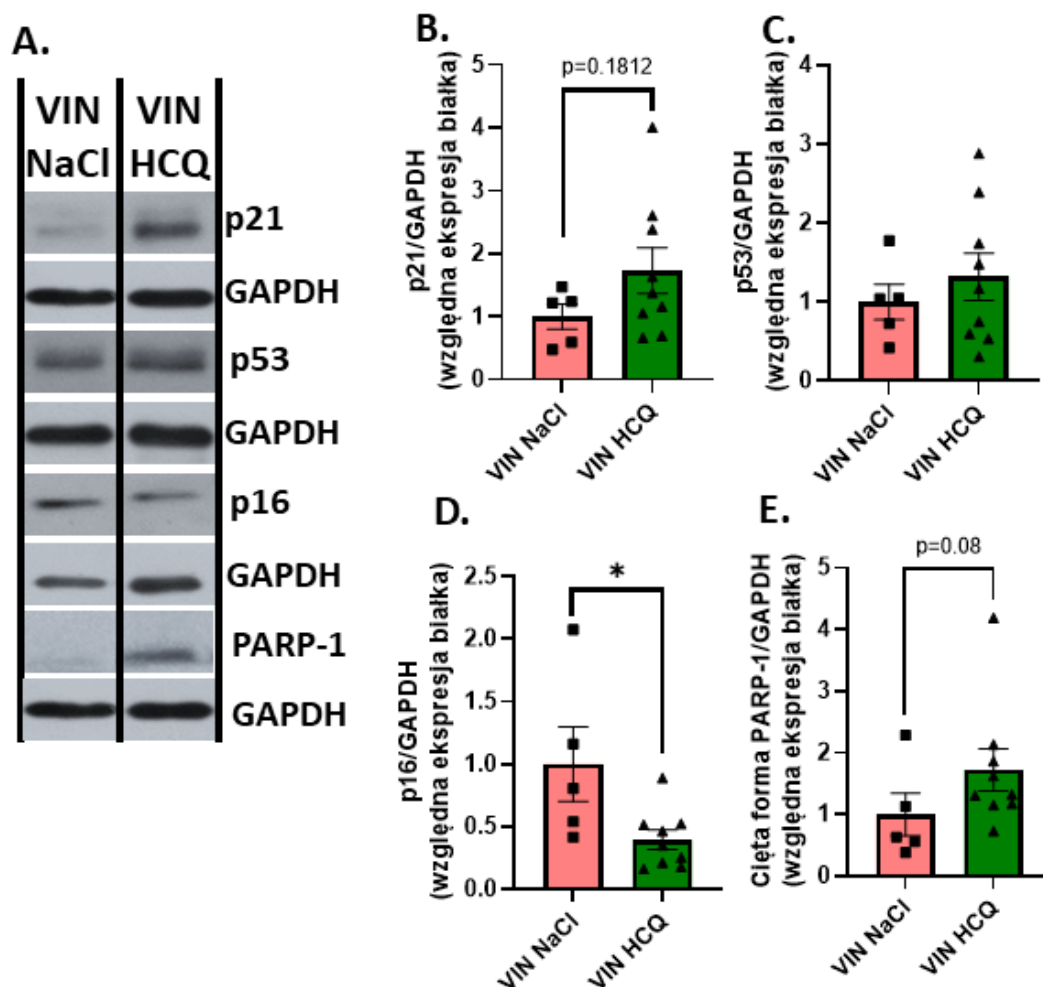 A.
VIN
NaCl
VIN
HCQ
p21
GAPDH
p53
GAPDH
p16
GAPDH
PARP-1
GAPDH
B.
p21/GAPDH
(względna ekspresja białka)
5
4
3
2
1
0
p=0.1812
VIN NaCl
VIN HCQ
C.
p53/GAPDH
(względna ekspresja białka)
4
3
2
1
0
VIN NaCl
VIN HCQ
D.
p16/GAPDH
(względna ekspresja białka)
2.5
2.0
1.5
1.0
0.5
0.0
*
VIN NaCl
VIN HCQ
E.
Cięta forma PARP-1/GAPDH
(względna ekspresja białka)
5
4
3
2
1
0
p=0.08
VIN NaCl
VIN HCQ